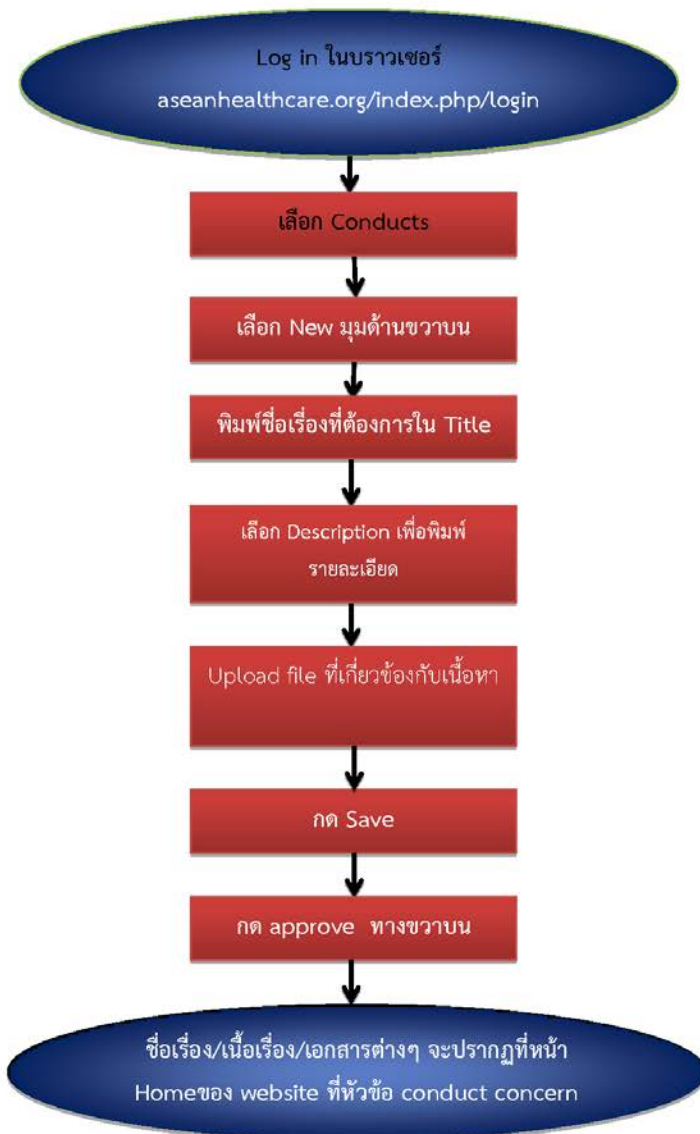 Log in ในบราวเซอร์
aseanhealthcare.org/index.php/login
เลือก Conducts
เลือก New มุมด้านขวาบน
พิมพ์ชื่อเรื่องที่ต้องการใน Title
เลือก Description เพื่อพิมพ์
รายละเอียด
Upload file ที่เกี่ยวข้องกับเนื้อหา
กด Save
กด approve ทางขวาบน
ชื่อเรื่อง/เนื้อเรื่อง/เอกสารต่างๆ จะปรากฏที่หน้า
Homeของ website ที่หัวข้อ conduct concern